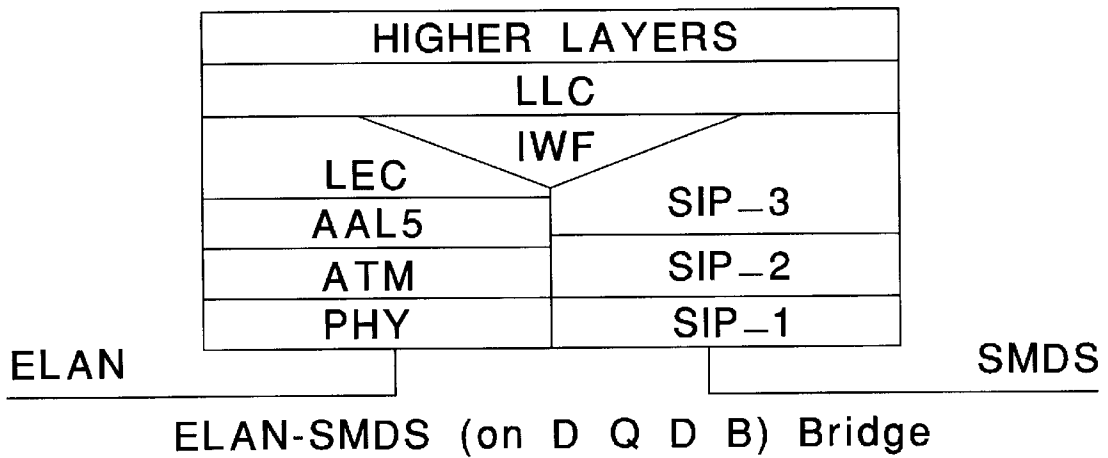 HIGHER LAYERS
LLC
IWF
LEC
SIP_3
AAL5
ATM
SIP_2
PHY
SIP_1
ELAN
SMDS
ELAN-SMDS (on D Q D B) Bridge